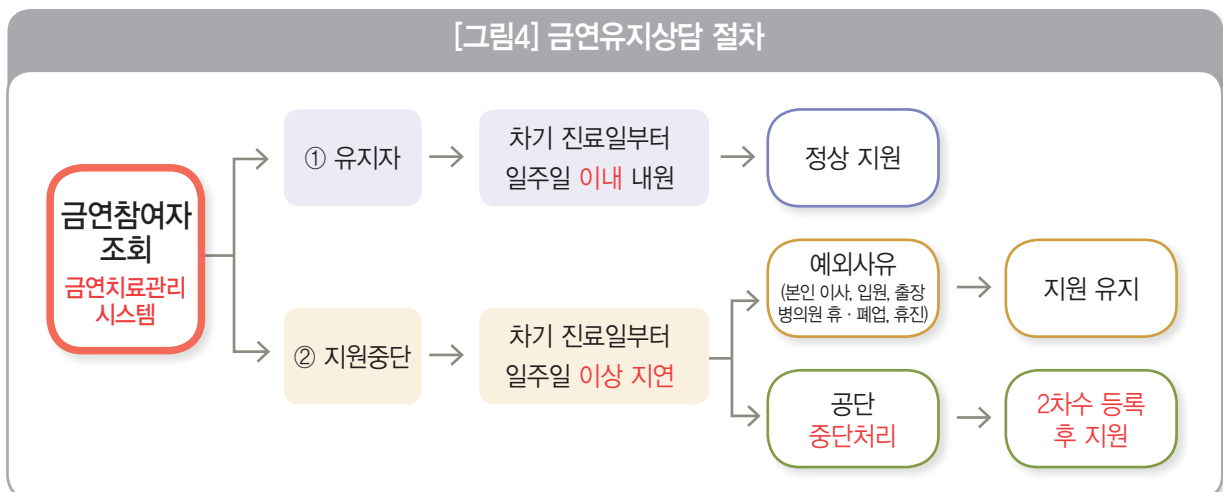 [그림4] 금연유지상담 절차
금연참여자
조회
금연치료관리
시스템
① 유지자
차기 진료일부터
일주일 이내 내원
정상 지원
② 지원중단
차기 진료일부터
일주일 이상 지연
예외사유
(본인 이사, 입원, 출장
병의원 휴 · 폐업, 휴진)
지원 유지
공단
중단처리
2차수 등록
후 지원